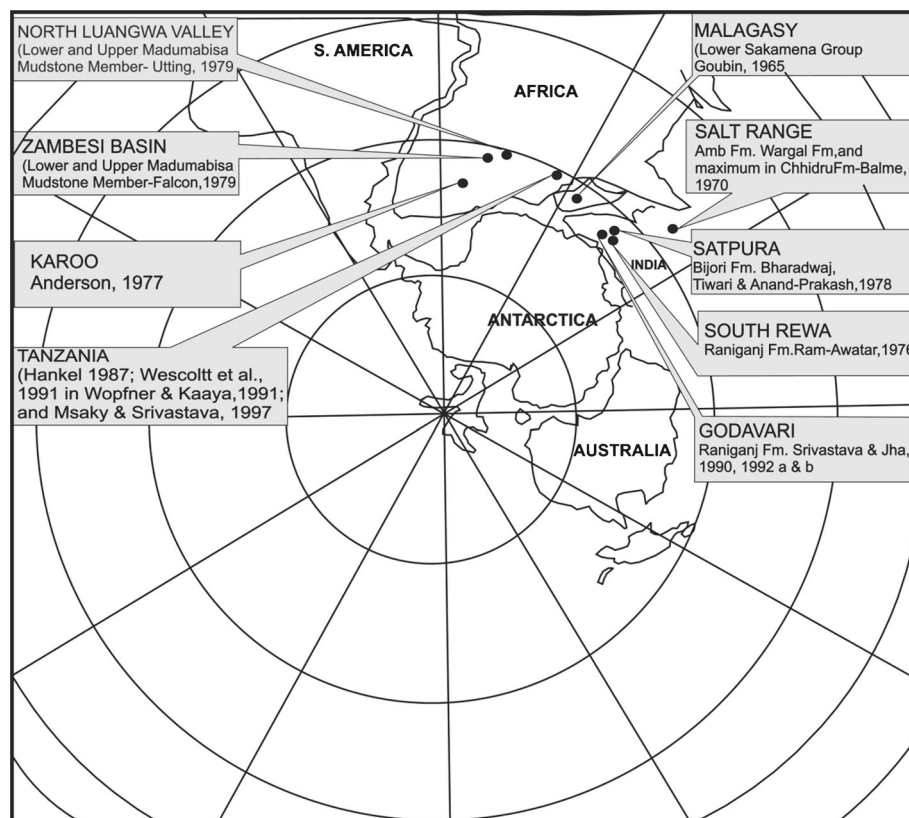 NORTH LUANGWA VALLEY
(Lower and Upper Madumabisa
Mudstone Member- Utting, 1979
ZAMBESI BASIN
(Lower and Upper Madumabisa
Mudstone Member-Falcon,1979
KAROO
Anderson, 1977
TANZANIA
(Hankel 1987; Wescoltt et al.,
1991 in Wopfner & Kaaya,1991;
and Msaky & Srivastava, 1997
S. AMERICA
AFRICA
INDIA
ANTARCTICA
AUSTRALIA
MALAGASY
(Lower Sakamena Group
Goubin, 1965
SALT RANGE
Amb Fm. Wargal Fm,and
maximum in ChhidruFm-Balme,
1970
SATPURA
Bijori Fm. Bharadwaj,
Tiwari & Anand-Prakash,1978
SOUTH REWA
Raniganj Fm.Ram-Awatar,1976
GODAVARI
Raniganj Fm. Srivastava & Jha,
1990, 1992 a & b